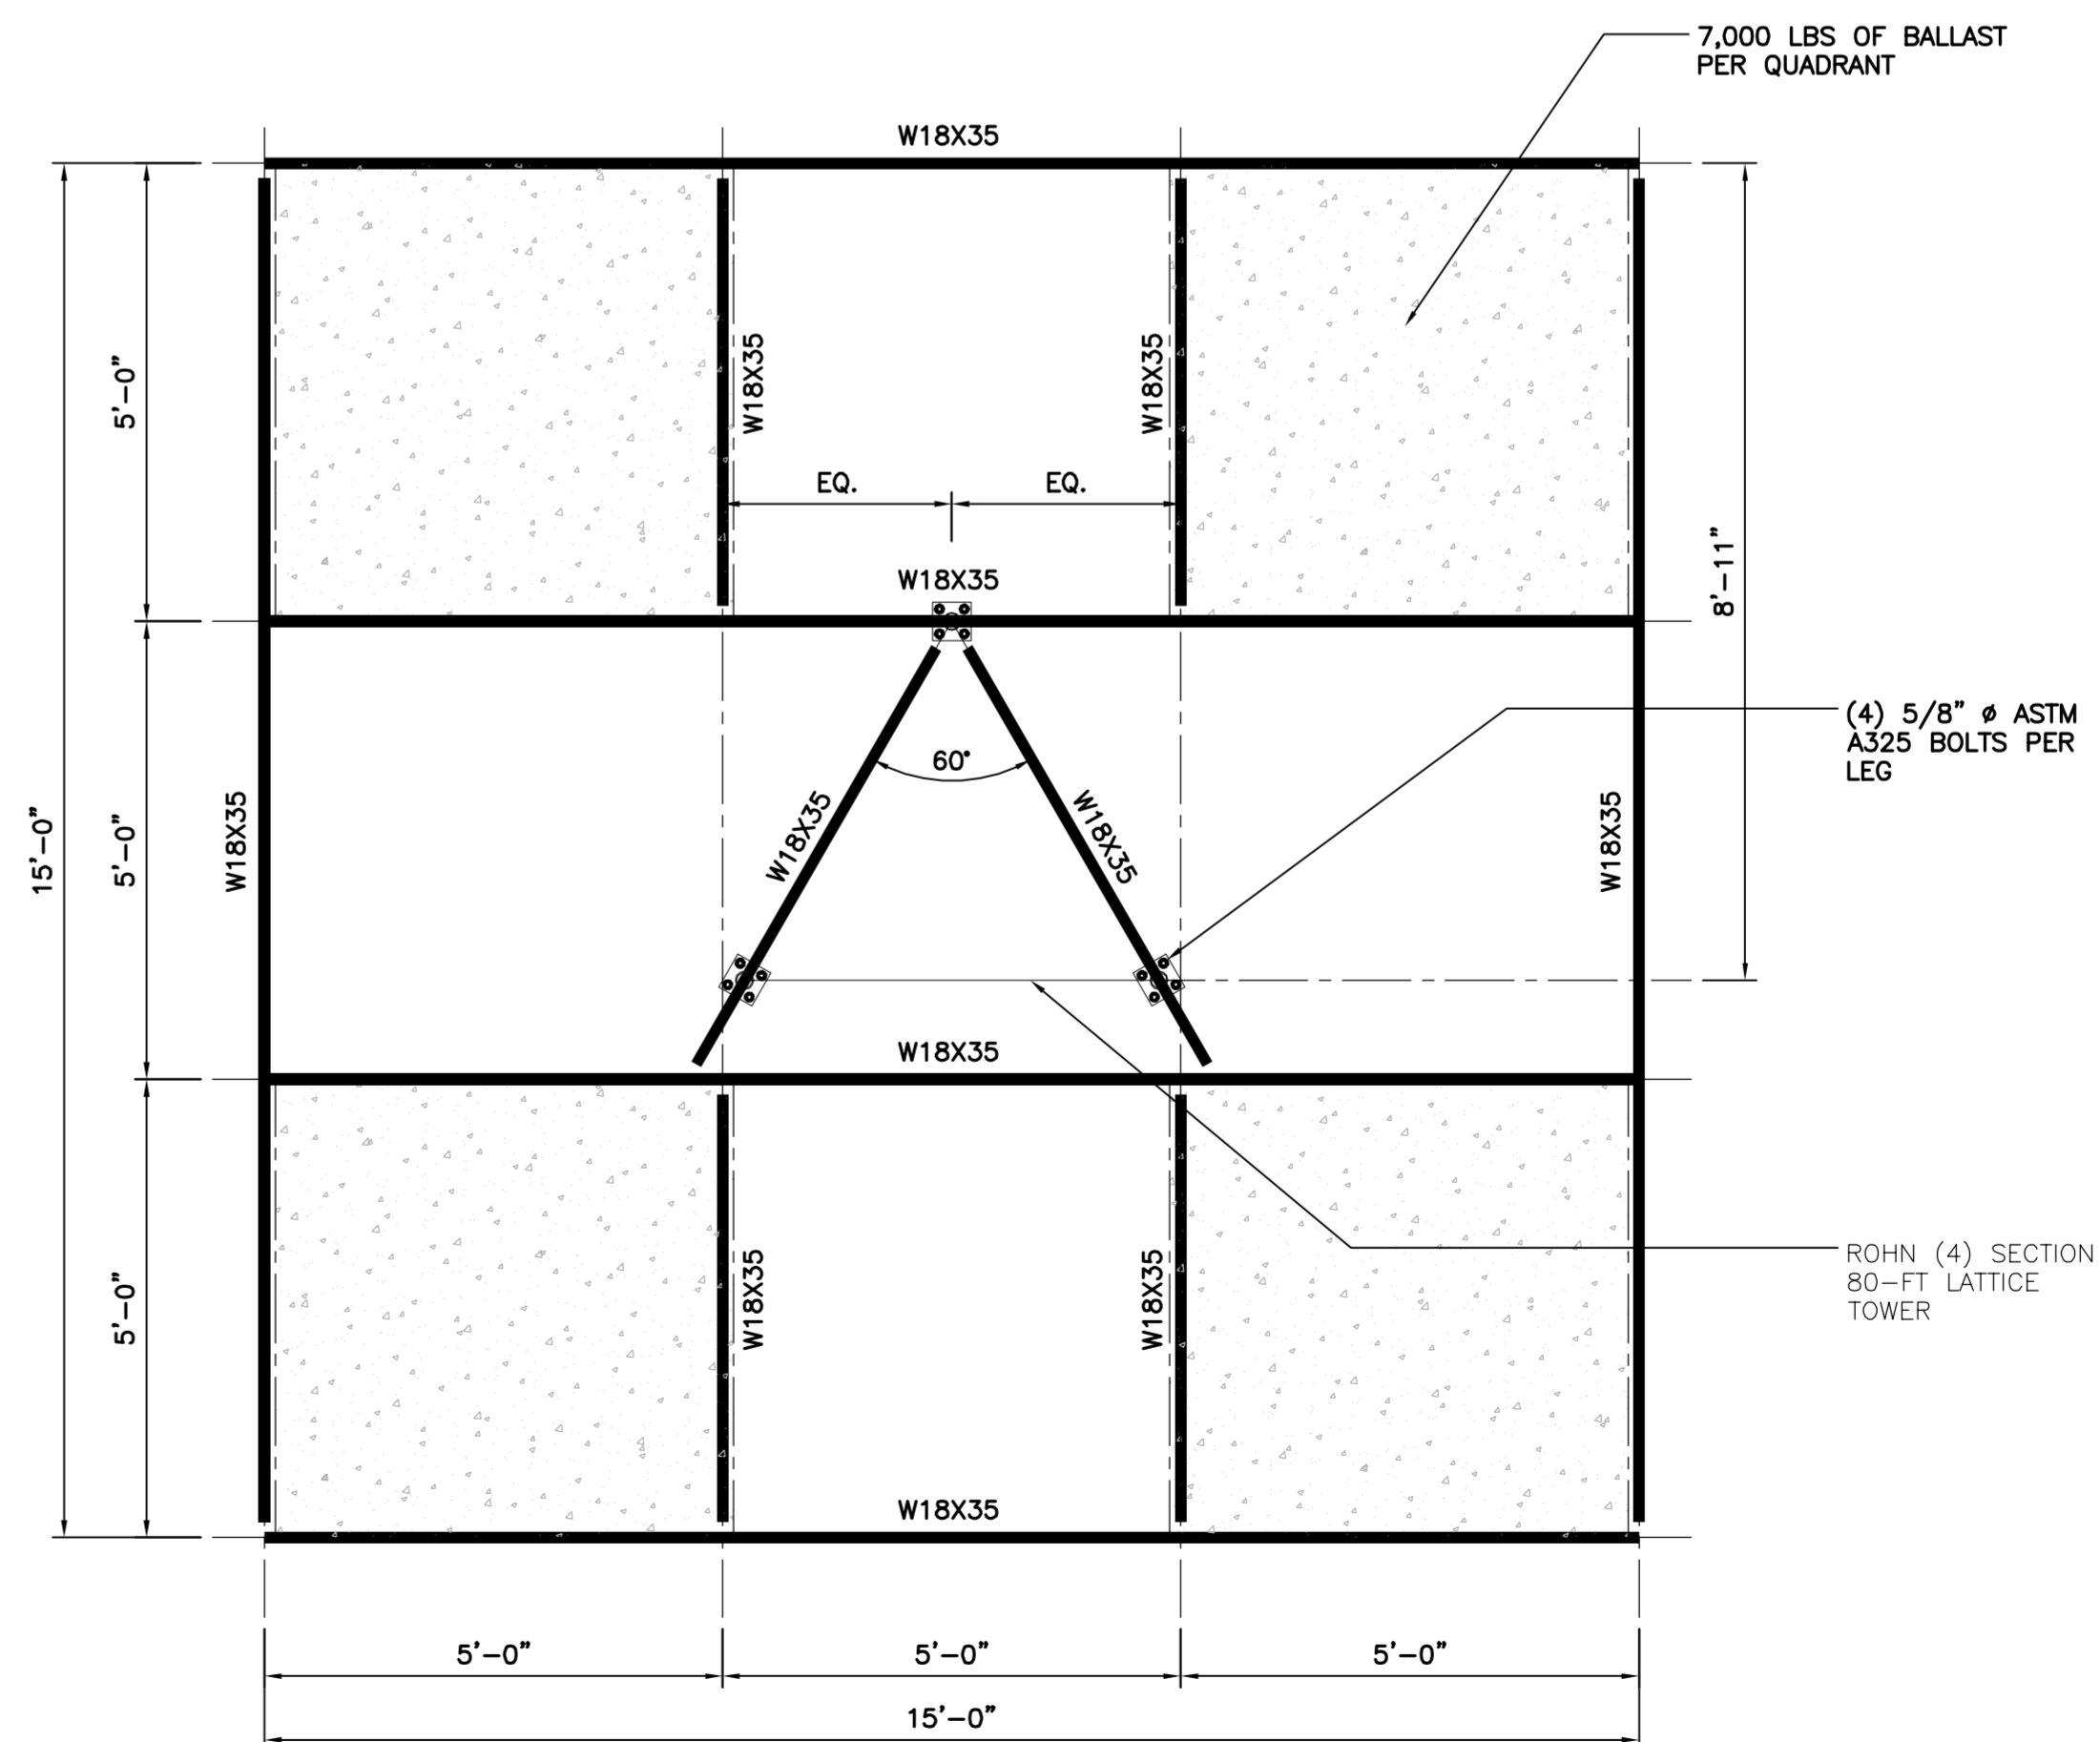 7,000 LBS OF BALLAST
PER QUADRANT
W18X35
5'-0"
W18X35
W18X35
EQ.
EQ.
W18X35
8'-11"
(4) 5/8" ø ASTM
A325 BOLTS PER
LEG
60°
15'-0"
5'-0"
W18X35
W18X35
W18X35
W18X35
W18X35
ROHN (4) SECTION
80-FT LATTICE
TOWER
5'-0"
W18X35
W18X35
W18X35
5'-0"
5'-0"
5'-0"
15'-0"